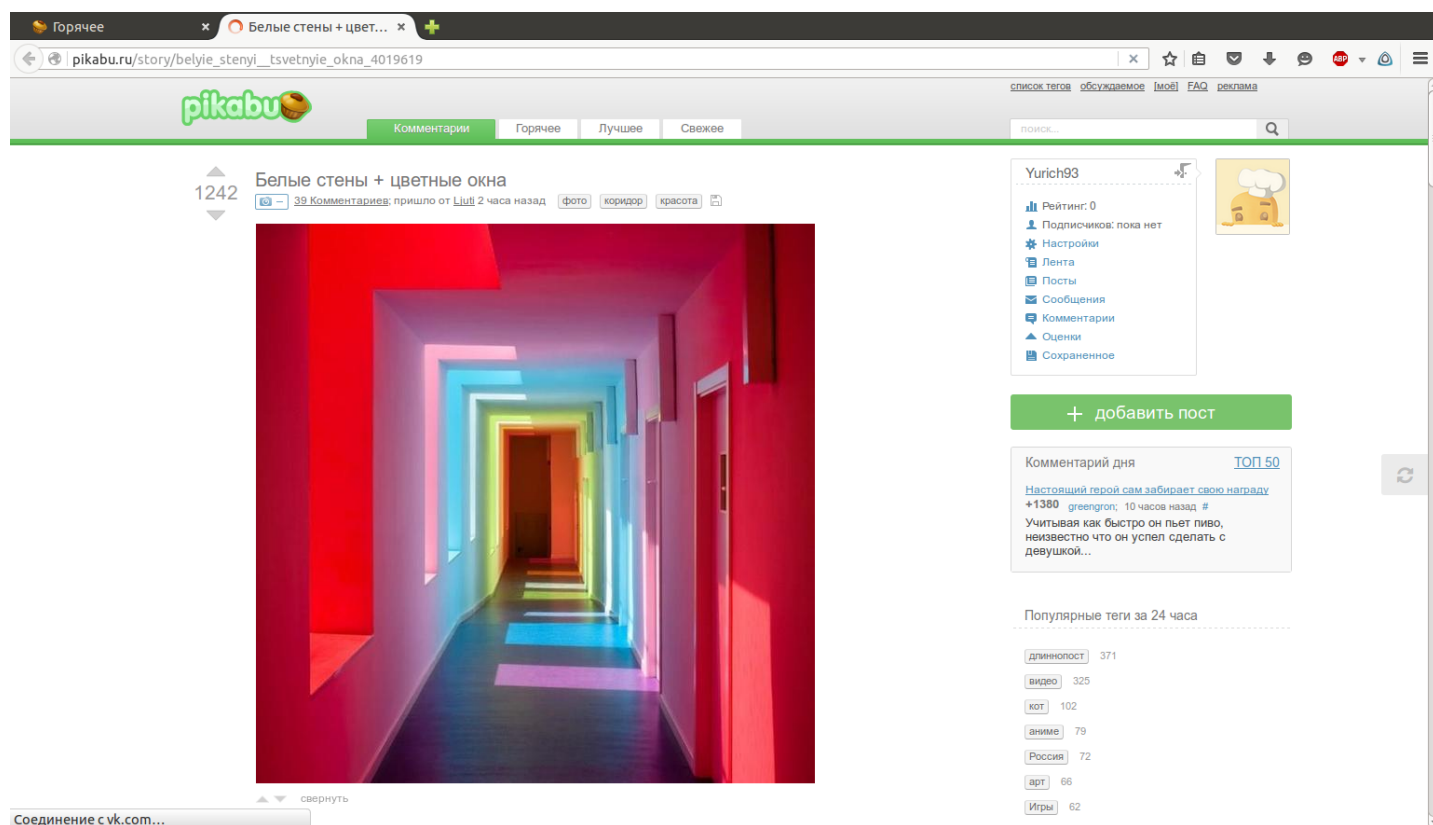 Горячее
Белые стены + цвет...
pikabu.ru/story/belyie_stenyi__tsvetnyie_okna_4019619
ABP
список тегов обсуждаемое [моё] FAQ реклама
pikabu
Комментарии Горячее Лучшее Свежее
поиск...
1242
Белые стены + цветные окна
39 Комментариев; пришло от Ljuti 2 часа назад фото коридор красота
свернуть
Yurich93
Рейтинг: 0
Подписчиков: пока нет
Настройки
Лента
Посты
Сообщения
Комментарии
Оценки
Сохраненное
+ добавить пост
Комментарий дня ТОП 50
Настоящий герой сам забирает свою награду
+1380 greengron; 10 часов назад #
Учитывая как быстро он пьет пиво,
неизвестно что он успел сделать с
девушкой...
Популярные теги за 24 часа
длиннопост 371
видео 325
кот 102
аниме 79
Россия 72
арт 66
Игры 62
Соединение с vk.com...